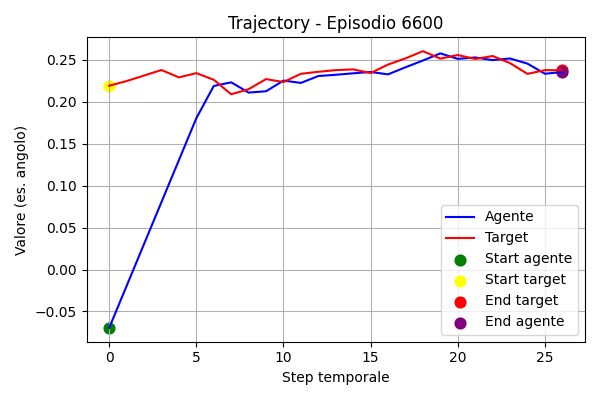 Trajectory - Episodio 6600
Valore (es. angolo)
0.25
0.20
0.15
0.10
0.05
0.00
−0.05
0
5
10
15
20
25
Step temporale
Agente
Target
Start agente
Start target
End target
End agente